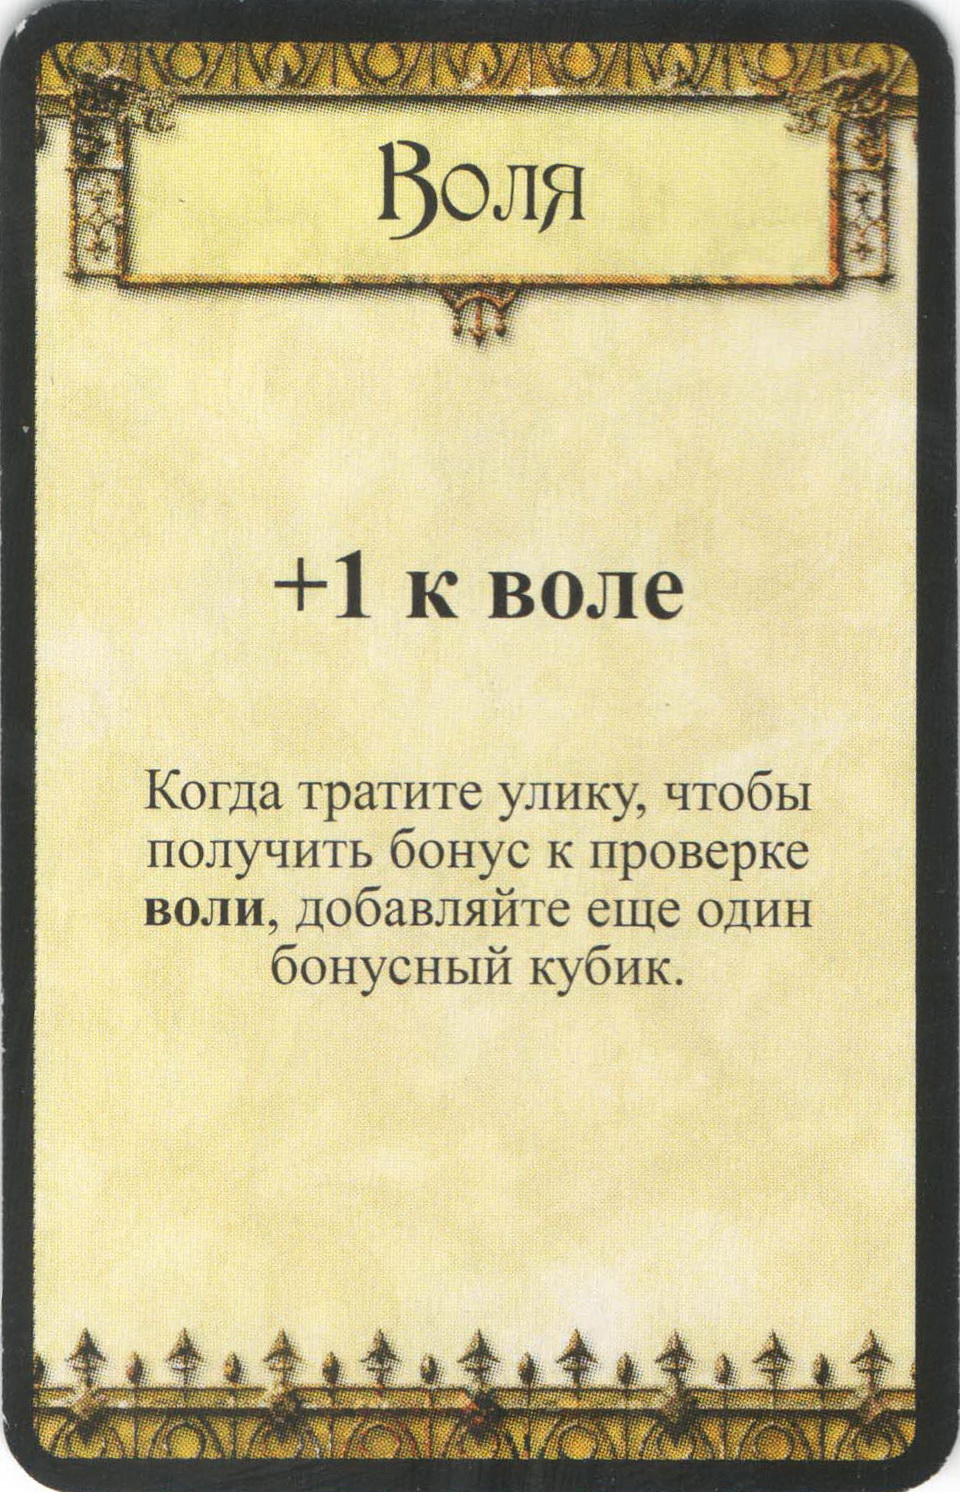 Воля
+1 к воле
Когда тратите улику, чтобы
получить бонус к проверке
воли, добавляйте еще один
бонусный кубик.